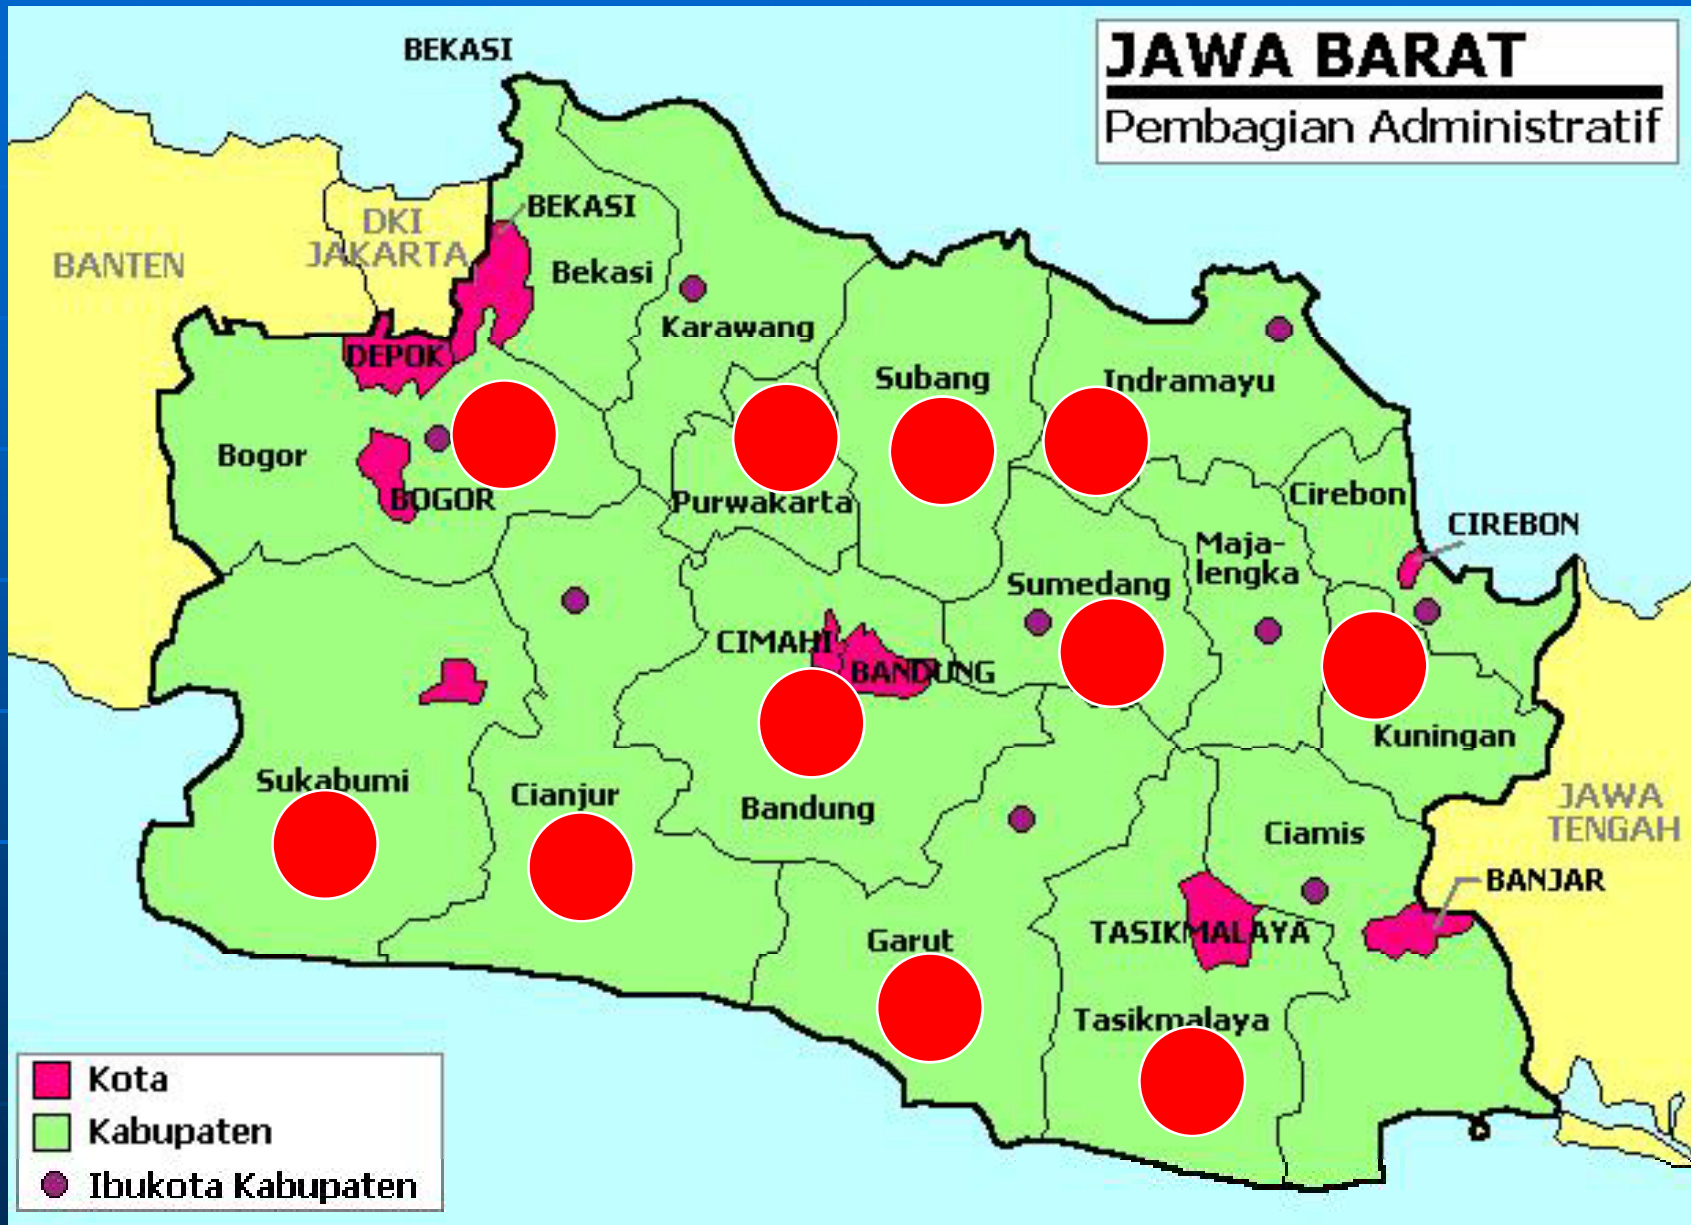 BEKASI
JAWA BARAT
Pembagian Administratif
BEKASI
DKI
JAKARTA
BANTEN
Bekasi
Karawang
DEPOK
Subang
Indramayu
Bogor
BOGOR
Purwakarta
Cirebon
CIREBON
Maja-
lengka
Sumedang
CIMAHI
BANDUNG
Kuningan
Sukabumi
Cianjur
Bandung
JAWA
TENGAH
Ciamis
BANJAR
Garut
TASIKMALAYA
Tasikmalaya
Kota
Kabupaten
Ibukota Kabupaten